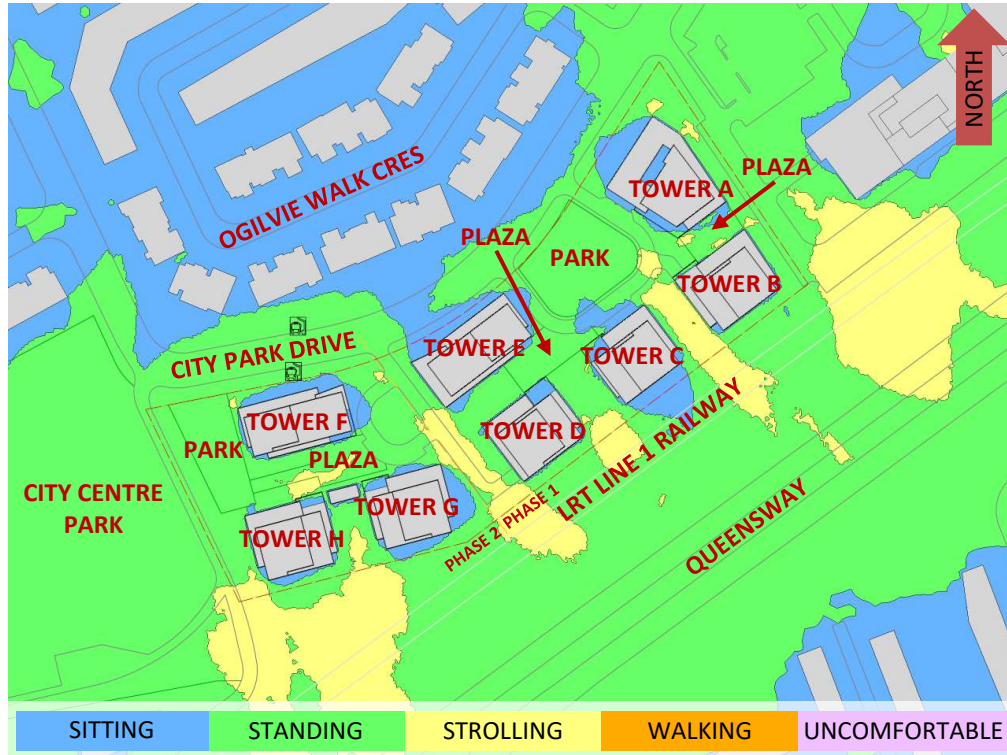 NORTH
PLAZA
TOWER A
OGILVIE WALK CRES
PLAZA
PARK
TOWER B
TOWER E
TOWER C
CITY PARK DRIVE
TOWER F
TOWER D
PARK
PLAZA
CITY CENTRE
PARK
TOWER G
TOWER H
PHASE 2 PHASE 1
LRT LINE 1 RAILWAY
QUEENSWAY
SITTING
STANDING
STROLLING
WALKING
UNCOMFORTABLE